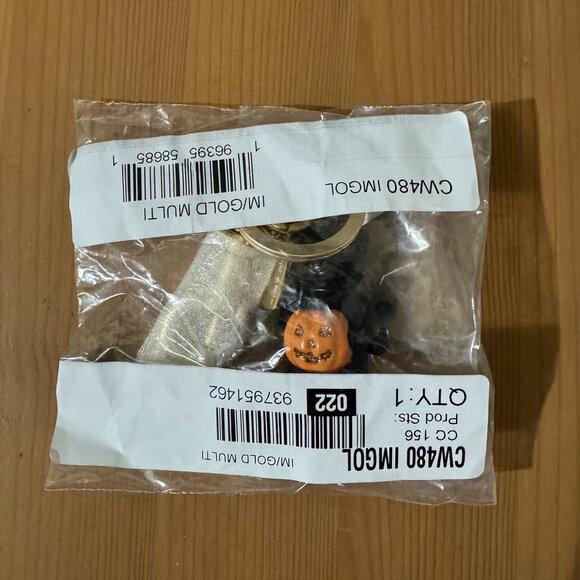 CW480 IMGOL
IM/GOLD MULTI
1 96395 58685 1
CW480 IMGOL
CC 156
Prod Sts:
QTY: 1
IM/GOLD MULTI
937951462
022